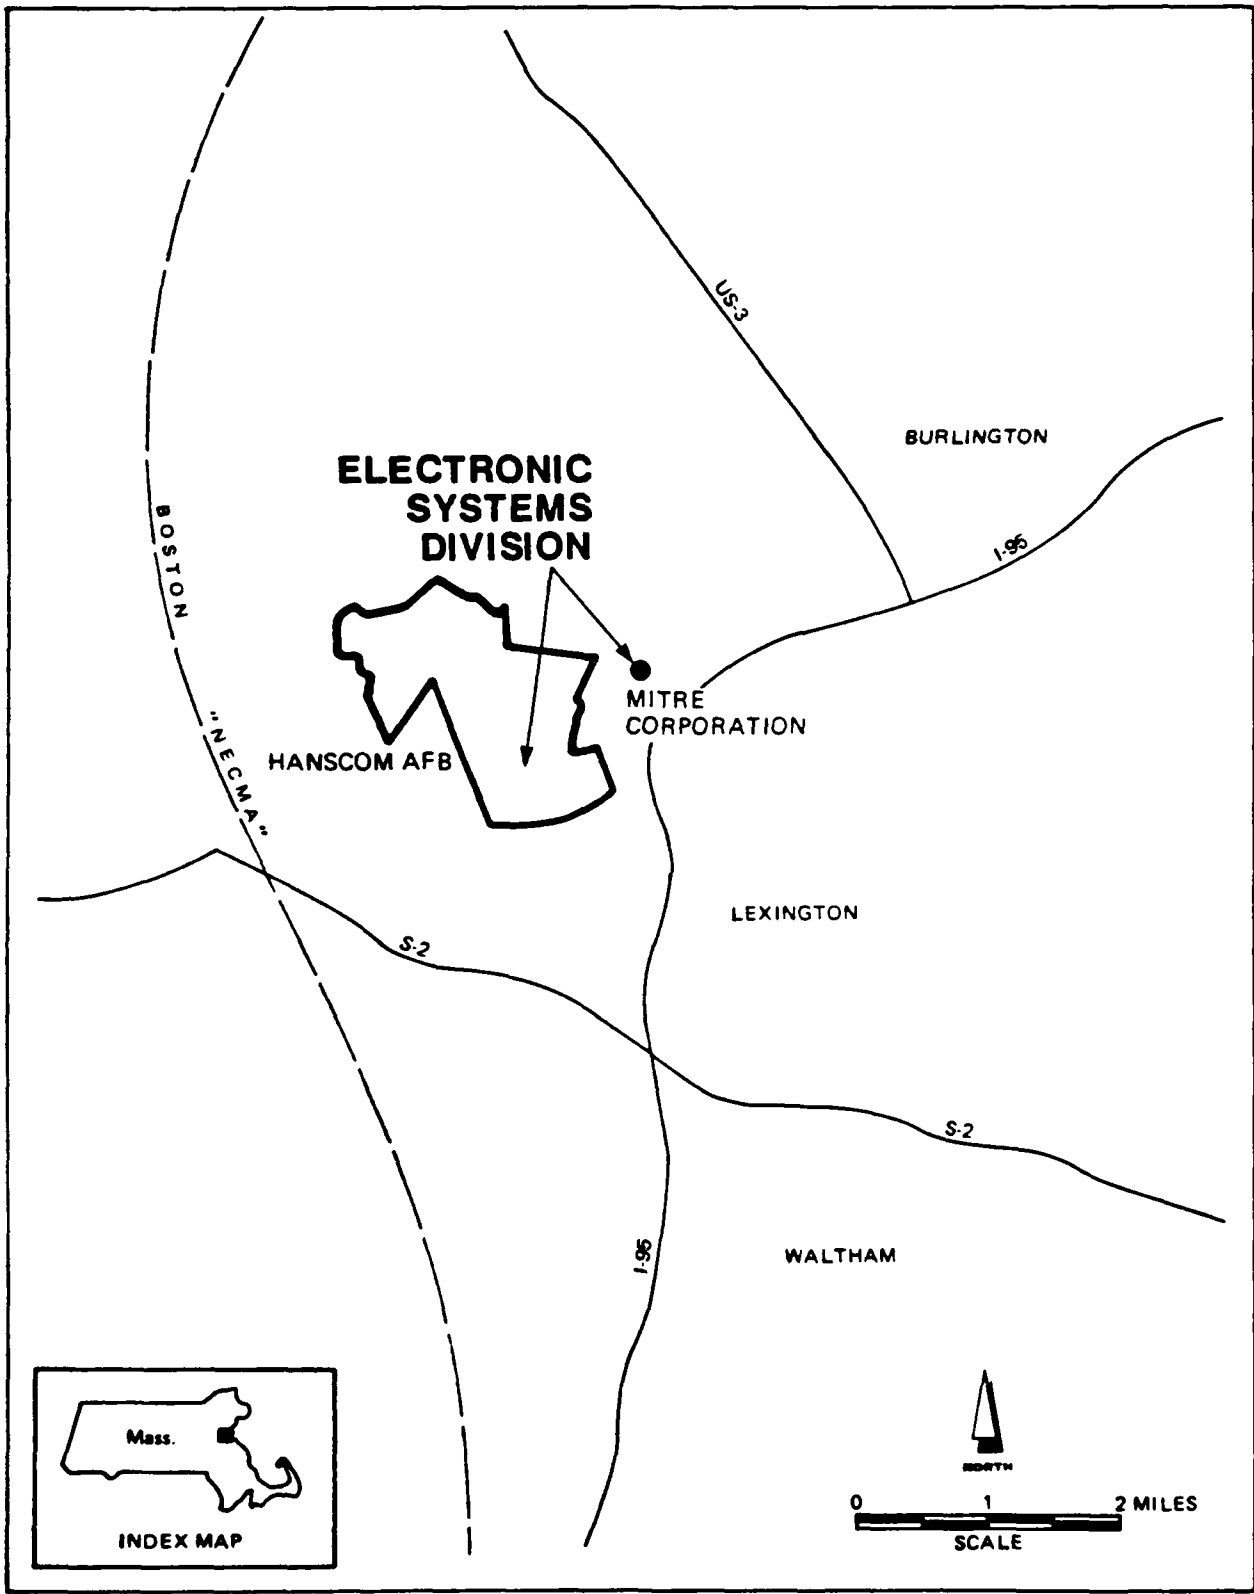 US-3
BURLINGTON
I-95
ELECTRONIC
SYSTEMS
DIVISION
BOSTON
"NECMA"
MITRE
CORPORATION
HANSCOM AFB
LEXINGTON
S-2
S-2
I-95
WALTHAM
Mass.
INDEX MAP
NORTH
0 1 2 MILES
SCALE